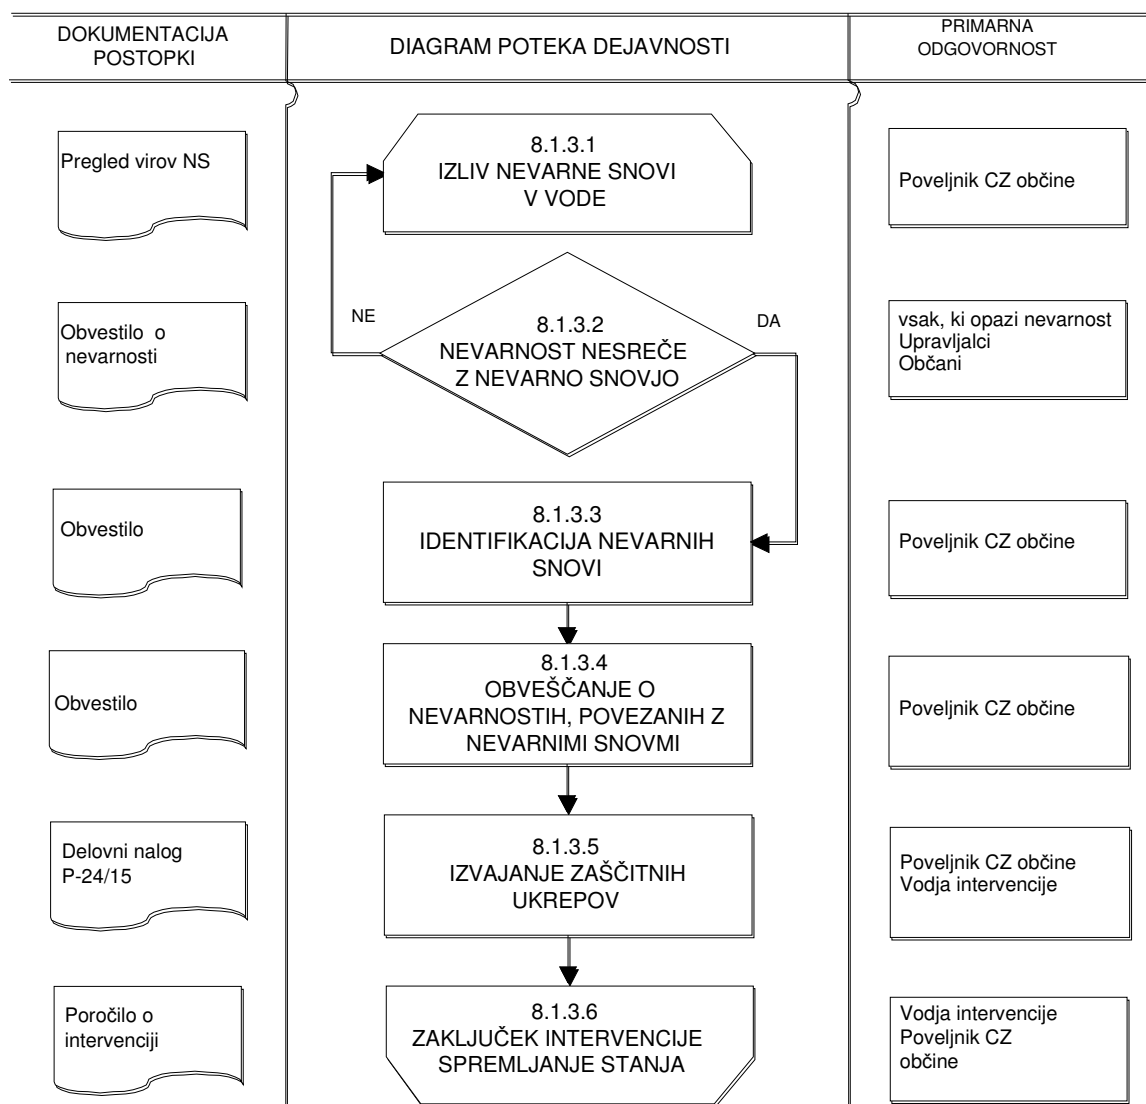 DOKUMENTACIJA
POSTOPKI
DIAGRAM POTEKA DEJAVNOSTI
PRIMARNA
ODGOVORNOST
Pregled virov NS
8.1.3.1
IZLIV NEVARNE SNOVI
V VODE
Poveljnik CZ občine
Obvestilo o
nevarnosti
NE
8.1.3.2
NEVARNOST NESREČE
Z NEVARNO SNOVJO
DA
vsak, ki opazi nevarnost
Upravljalci
Občani
Obvestilo
8.1.3.3
IDENTIFIKACIJA NEVARNIH
SNOVI
Poveljnik CZ občine
Obvestilo
8.1.3.4
OBVEŠČANJE O
NEVARNOSTIH, POVEZANIH Z
NEVARNIMI SNOVMI
Poveljnik CZ občine
Delovni nalog
P-24/15
8.1.3.5
IZVAJANJE ZAŠČITNIH
UKREPOV
Poveljnik CZ občine
Vodja intervencije
Poročilo o
intervenciji
8.1.3.6
ZAKLJUČEK INTERVENCIJE
SPREMLJANJE STANJA
Vodja intervencije
Poveljnik CZ
občine